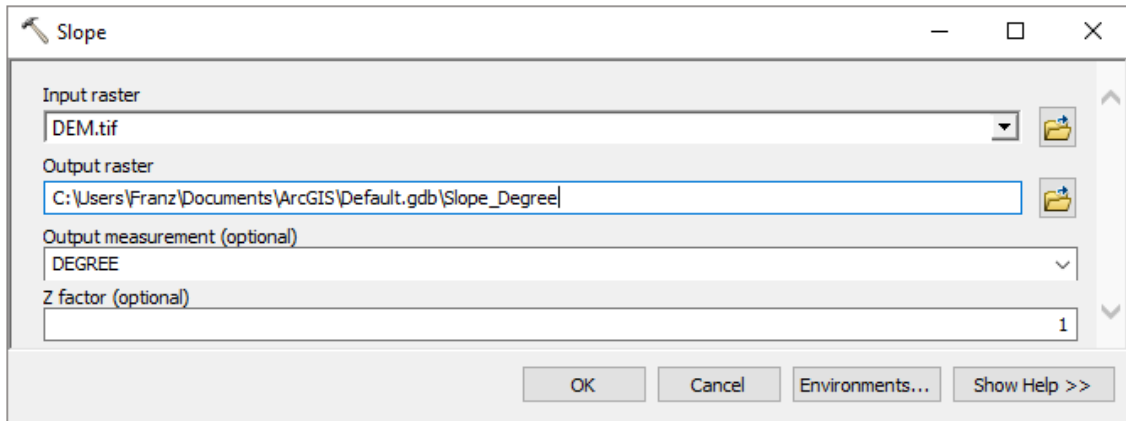 Slope
Input raster
DEM.tif
Output raster
C:\Users\Franz\Documents\ArcGIS\Default.gdb\Slope_Degree
Output measurement (optional)
DEGREE
Z factor (optional)
1
OK Cancel Environments... Show Help >>